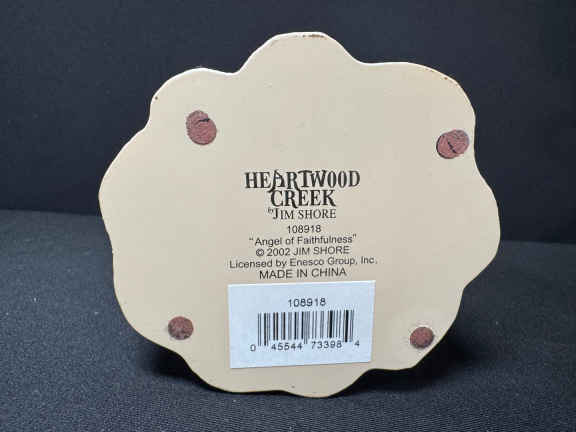 HEARTWOOD
CREEK
by JIM SHORE
108918
"Angel of Faithfulness"
© 2002 JIM SHORE
Licensed by Enesco Group, Inc.
MADE IN CHINA
108918
0 45544 73398 4